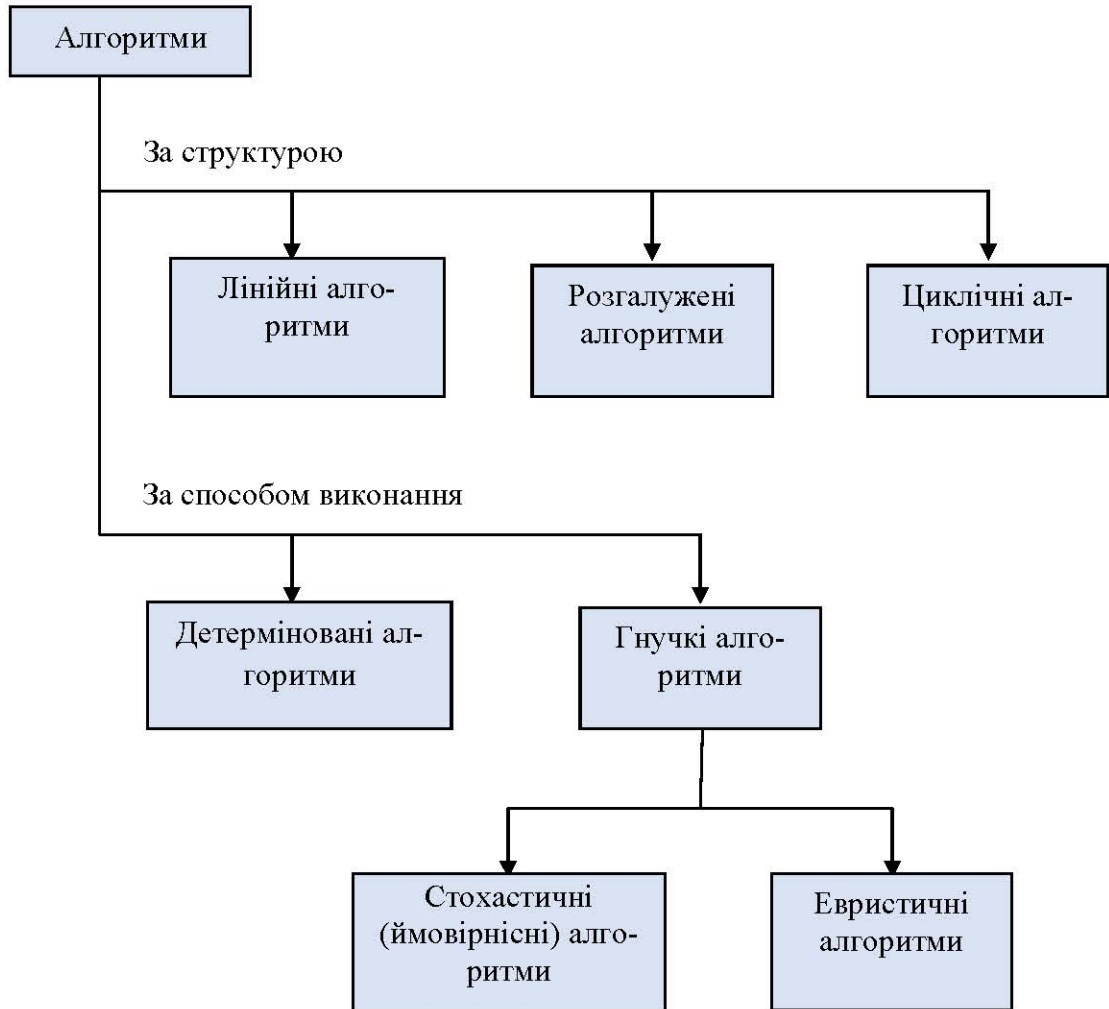 Алгоритми
За структурою
Лінійні алго-
ритми
Розгалужені
алгоритми
Циклічні ал-
горитми
За способом виконання
Детерміновані ал-
горитми
Гнучкі алго-
ритми
Стохастичні
(ймовірнісні) алго-
ритми
Евристичні
алгоритми